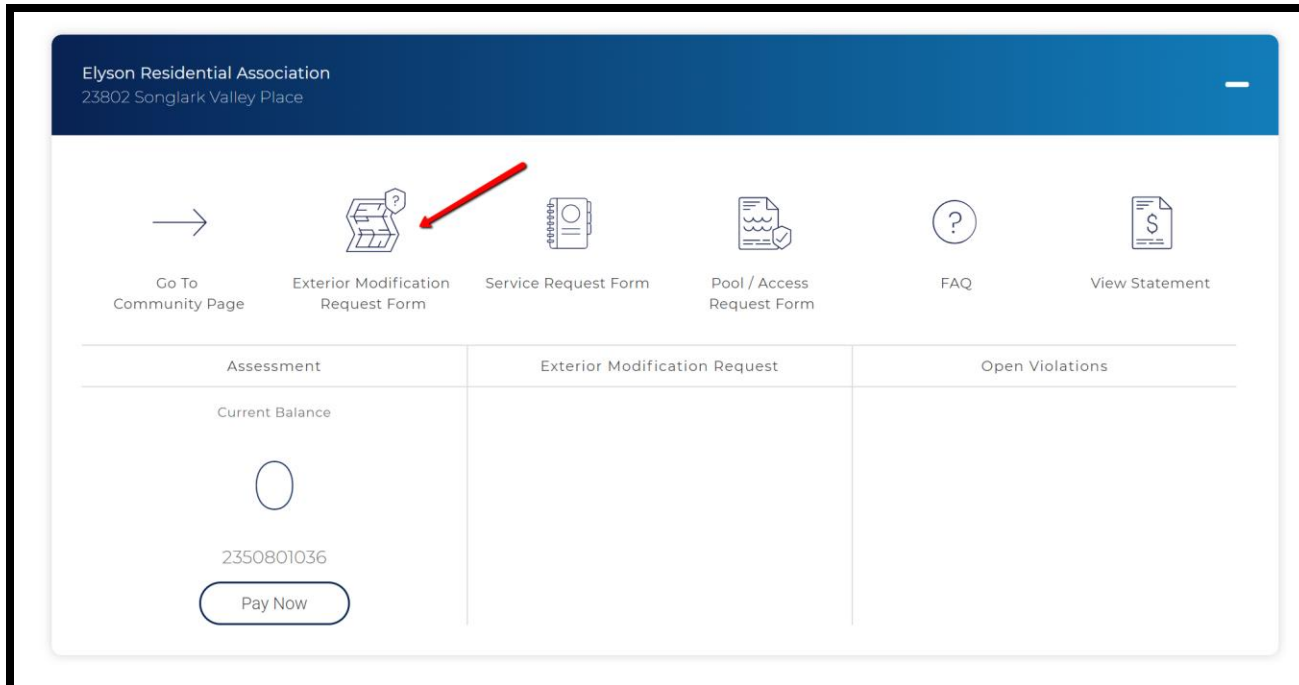 Elyson Residential Association
23802 Songlark Valley Place
?
?
$
Go To
Community Page
Exterior Modification
Request Form
Service Request Form
Pool / Access
Request Form
FAQ
View Statement
Assessment
Exterior Modification Request
Open Violations
Current Balance
0
2350801036
Pay Now